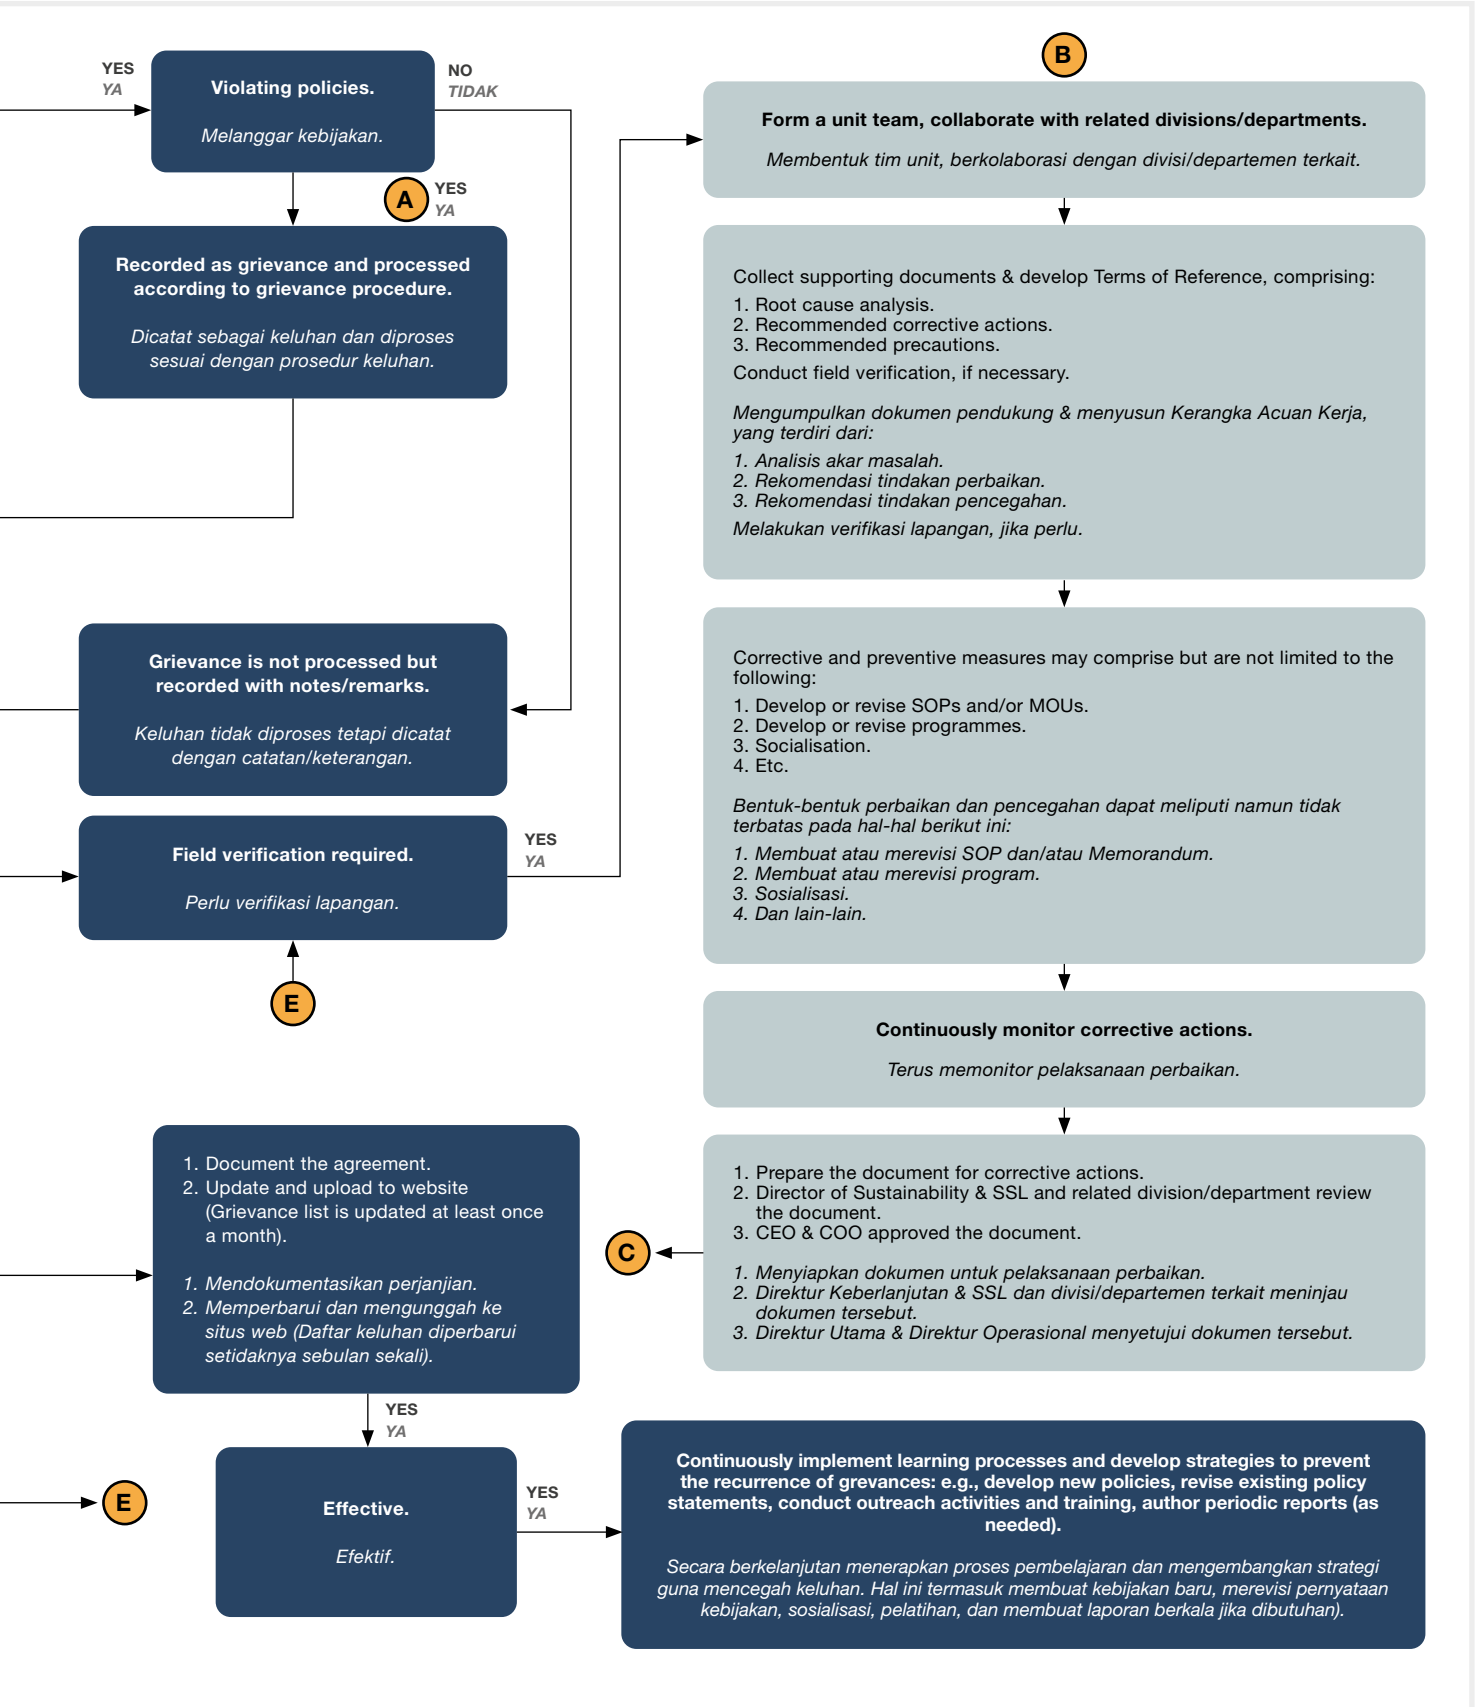 YES
YA
Violating policies.
Melanggar kebijakan.
NO
TIDAK
A
YES
YA
Recorded as grievance and processed
according to grievance procedure.
Dicatat sebagai keluhan dan diproses
sesuai dengan prosedur keluhan.
Grievance is not processed but
recorded with notes/remarks.
Keluhan tidak diproses tetapi dicatat
dengan catatan/keterangan.
Field verification required.
Perlu verifikasi lapangan.
YES
YA
E
B
Form a unit team, collaborate with related divisions/departments.
Membentuk tim unit, berkolaborasi dengan divisi/departemen terkait.
Collect supporting documents & develop Terms of Reference, comprising:
1. Root cause analysis.
2. Recommended corrective actions.
3. Recommended precautions.
Conduct field verification, if necessary.
Mengumpulkan dokumen pendukung & menyusun Kerangka Acuan Kerja,
yang terdiri dari:
1. Analisis akar masalah.
2. Rekomendasi tindakan perbaikan.
3. Rekomendasi tindakan pencegahan.
Melakukan verifikasi lapangan, jika perlu.
Corrective and preventive measures may comprise but are not limited to the
following:
1. Develop or revise SOPs and/or MOUs.
2. Develop or revise programmes.
3. Socialisation.
4. Etc.
Bentuk-bentuk perbaikan dan pencegahan dapat meliputi namun tidak
terbatas pada hal-hal berikut ini:
1. Membuat atau merevisi SOP dan/atau Memorandum.
2. Membuat atau merevisi program.
3. Sosialisasi.
4. Dan lain-lain.
Continuously monitor corrective actions.
Terus memonitor pelaksanaan perbaikan.
1. Prepare the document for corrective actions.
2. Director of Sustainability & SSL and related division/department review
the document.
3. CEO & COO approved the document.
1. Menyiapkan dokumen untuk pelaksanaan perbaikan.
2. Direktur Keberlanjutan & SSL dan divisi/departemen terkait meninjau
dokumen tersebut.
3. Direktur Utama & Direktur Operasional menyetujui dokumen tersebut.
C
1. Document the agreement.
2. Update and upload to website
(Grievance list is updated at least once
a month).
1. Mendokumentasikan perjanjian.
2. Memperbarui dan mengunggah ke
situs web (Daftar keluhan diperbarui
setidaknya sebulan sekali).
YES
YA
E
Effective.
Efektif.
YES
YA
Continuously implement learning processes and develop strategies to prevent
the recurrence of grevances: e.g., develop new policies, revise existing policy
statements, conduct outreach activities and training, author periodic reports (as
needed).
Secara berkelanjutan menerapkan proses pembelajaran dan mengembangkan strategi
guna mencegah keluhan. Hal ini termasuk membuat kebijakan baru, merevisi pernyataan
kebijakan, sosialisasi, pelatihan, dan membuat laporan berkala jika dibutuhan).